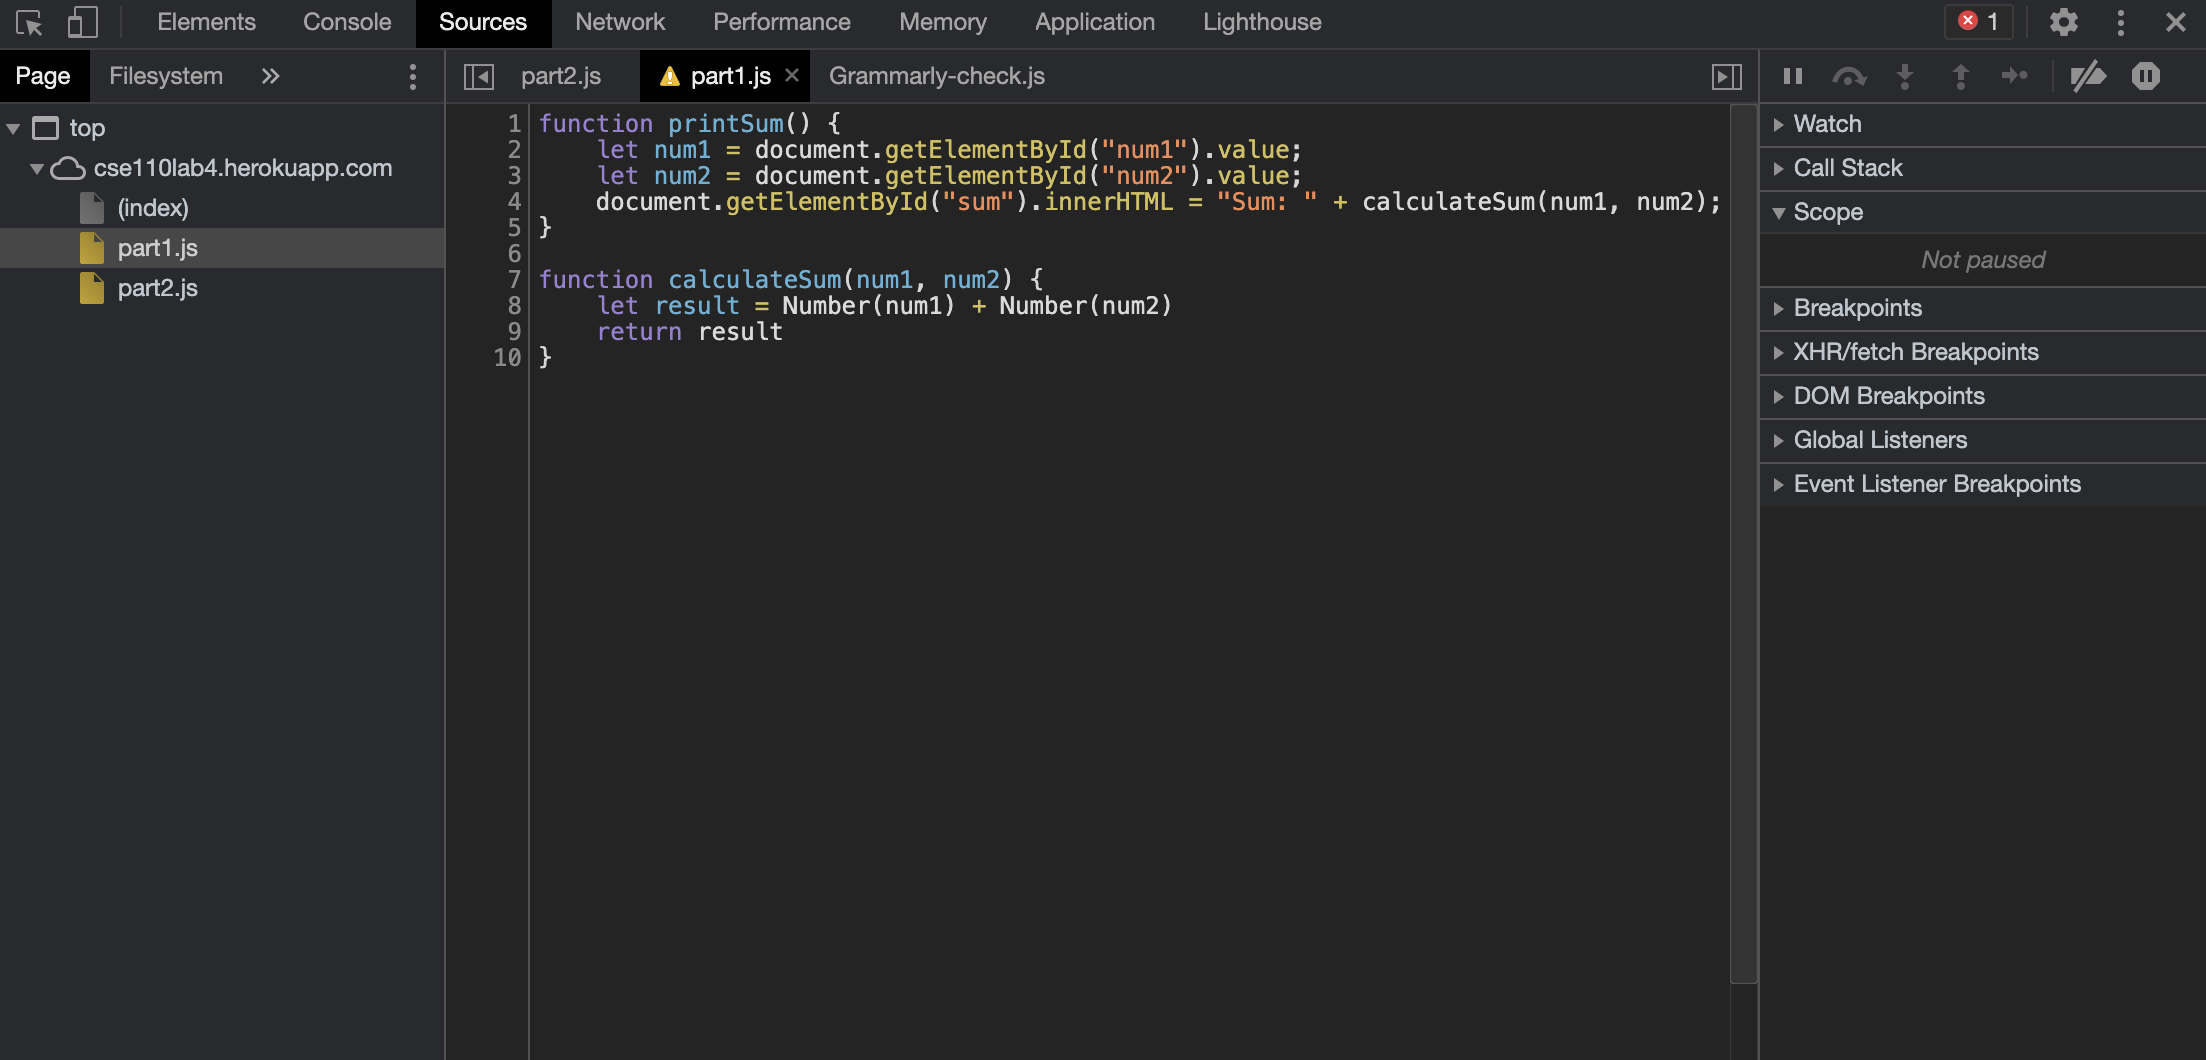 Elements Console Sources Network Performance Memory Application Lighthouse 1
Page Filesystem
part2.js part1.js Grammarly-check.js
top
cse110lab4.herokuapp.com
(index)
part1.js
part2.js
1 function printSum() {
2     let num1 = document.getElementById("num1").value;
3     let num2 = document.getElementById("num2").value;
4     document.getElementById("sum").innerHTML = "Sum: " + calculateSum(num1, num2);
5 }
6
7 function calculateSum(num1, num2) {
8     let result = Number(num1) + Number(num2)
9     return result
10 }
Watch
Call Stack
Scope
Not paused
Breakpoints
XHR/fetch Breakpoints
DOM Breakpoints
Global Listeners
Event Listener Breakpoints